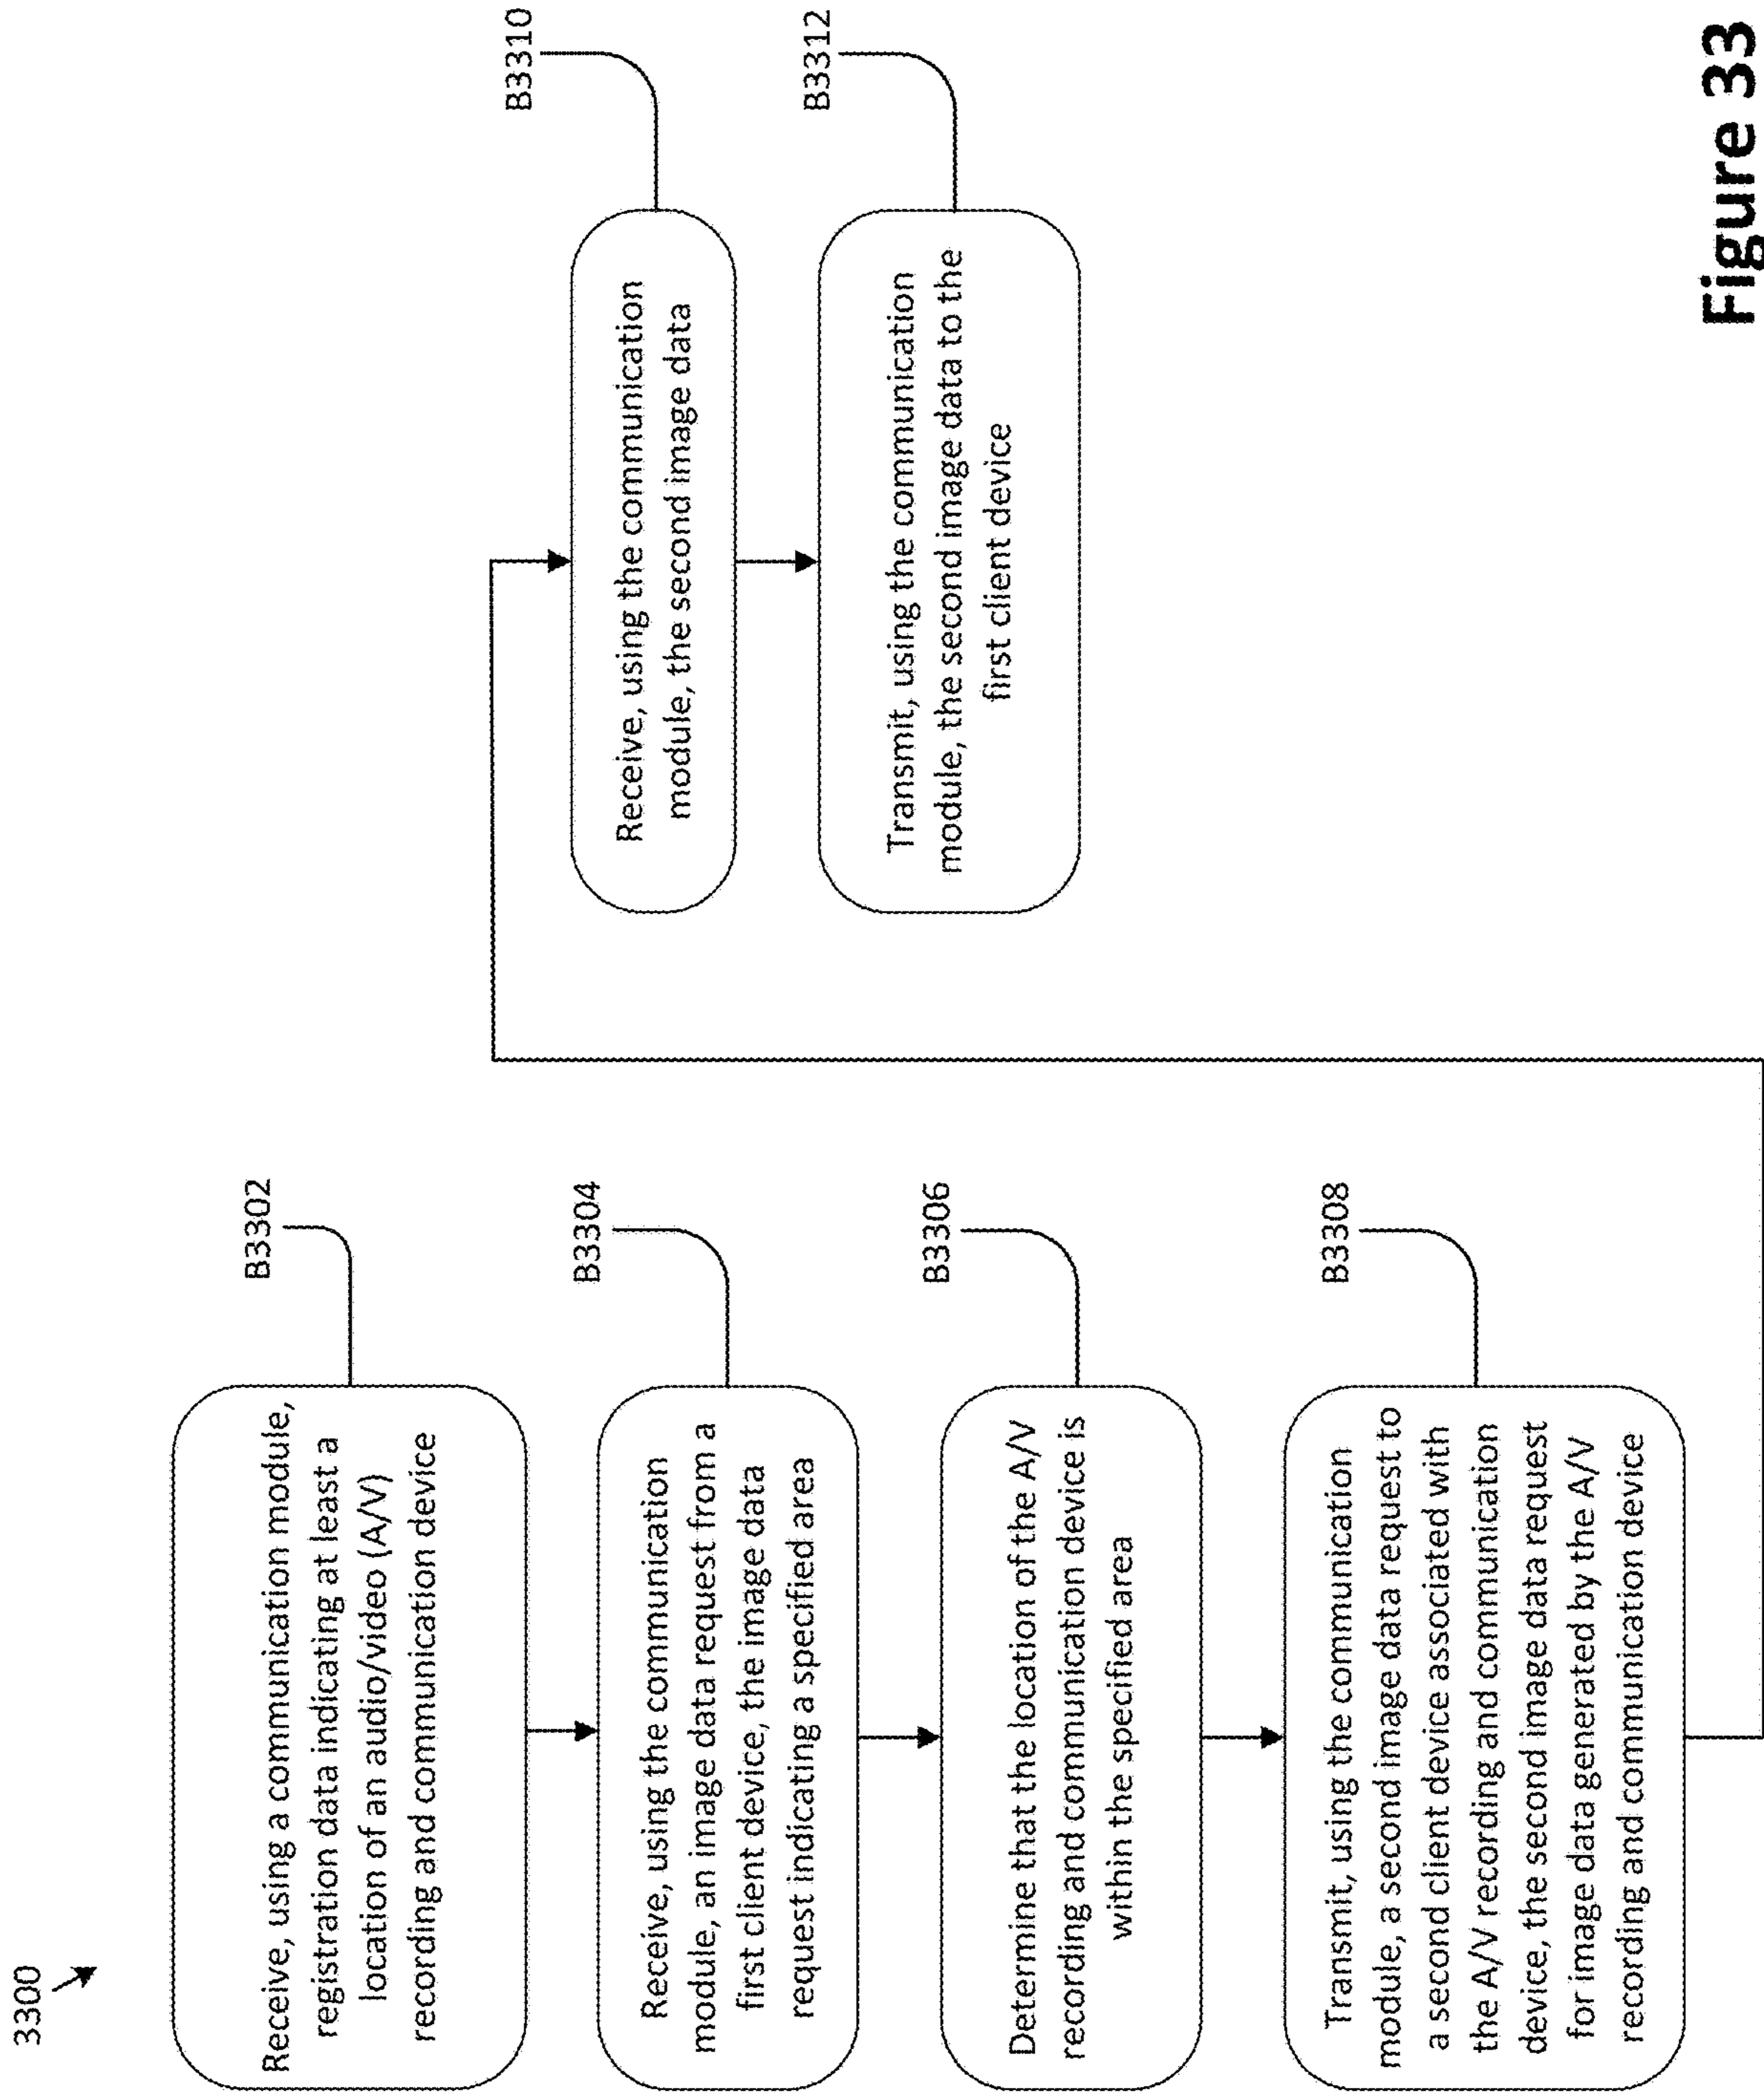 3300
Receive, using a communication module,
registration data indicating at least a
location of an audio/video (A/V)
recording and communication device
B3302
Receive, using the communication
module, an image data request from a
first client device, the image data
request indicating a specified area
B3304
Determine that the location of the A/V
recording and communication device is
within the specified area
B3306
Transmit, using the communication
module, a second image data request to
a second client device associated with
the A/V recording and communication
device, the second image data request
for image data generated by the A/V
recording and communication device
B3308
Receive, using the communication
module, the second image data
B3310
Transmit, using the communication
module, the second image data to the
first client device
B3312
Figure 33